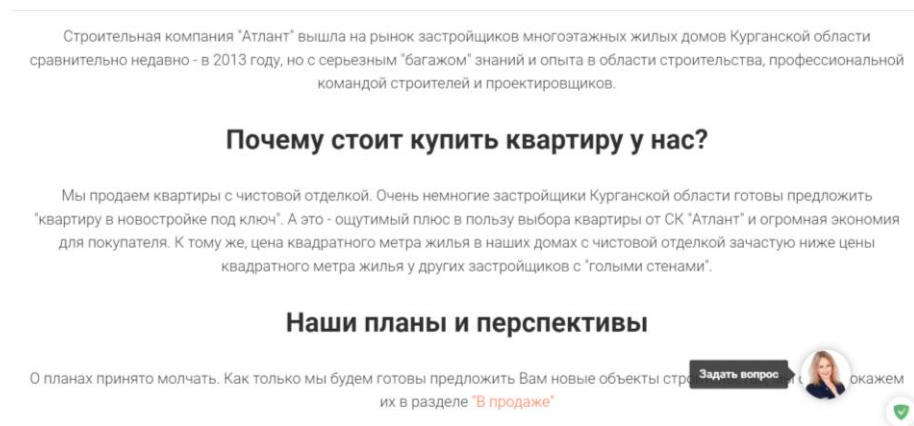 Строительная компания "Атлант" вышла на рынок застройщиков многоэтажных жилых домов Курганской области
сравнительно недавно - в 2013 году, но с серьезным "багажом" знаний и опыта в области строительства, профессиональной
командой строителей и проектировщиков.
Почему стоит купить квартиру у нас?
Мы продаем квартиры с чистовой отделкой. Очень немногие застройщики Курганской области готовы предложить
"квартиру в новостройке под ключ". А это - ощутимый плюс в пользу выбора квартиры от СК "Атлант" и огромная экономия
для покупателя. К тому же, цена квадратного метра жилья в наших домах с чистовой отделкой зачастую ниже цены
квадратного метра жилья у других застройщиков с "голыми стенами".
Наши планы и перспективы
О планах принято молчать. Как только мы будем готовы предложить Вам новые объекты
Задать вопрос
их в разделе "В продаже"